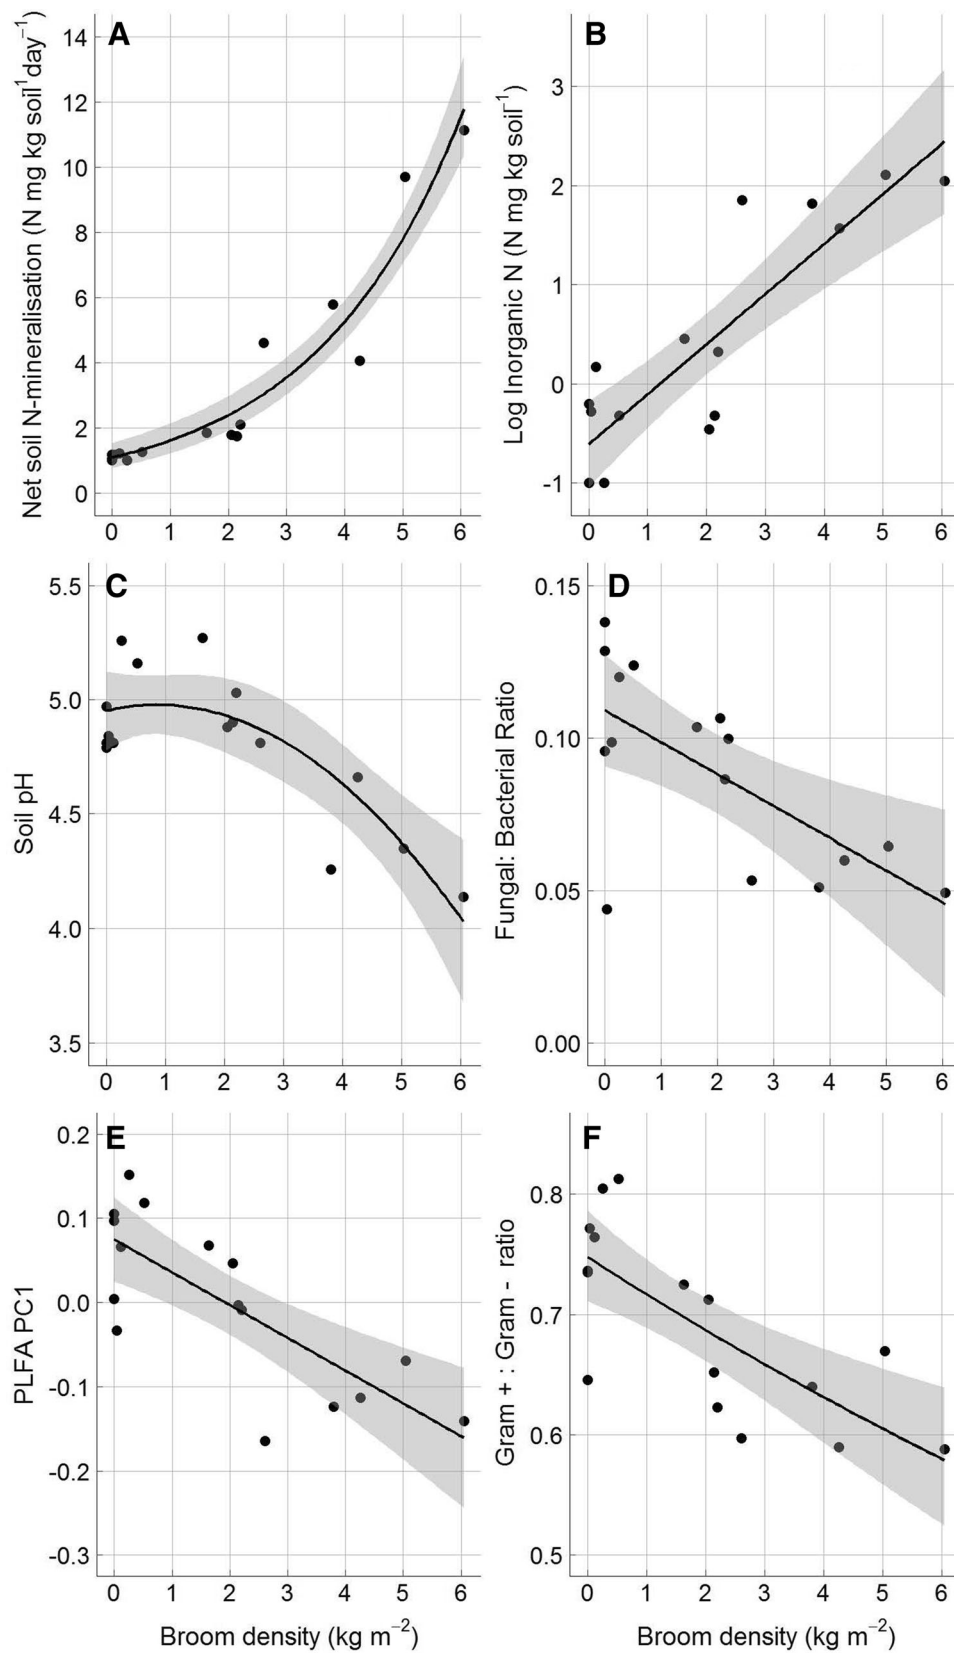 A
Net soil N-mineralisation (N mg kg soil¹day⁻¹)
14
12
10
8
6
4
2
0
0 1 2 3 4 5 6
B
Log Inorganic N (N mg kg soil⁻¹)
3
2
1
0
-1
0 1 2 3 4 5 6
C
Soil pH
5.5
5.0
4.5
4.0
3.5
0 1 2 3 4 5 6
D
Fungal: Bacterial Ratio
0.15
0.10
0.05
0.00
0 1 2 3 4 5 6
E
PLFA PC1
0.2
0.1
0.0
-0.1
-0.2
-0.3
0 1 2 3 4 5 6
Broom density (kg m⁻²)
F
Gram + : Gram - ratio
0.8
0.7
0.6
0.5
0 1 2 3 4 5 6
Broom density (kg m⁻²)